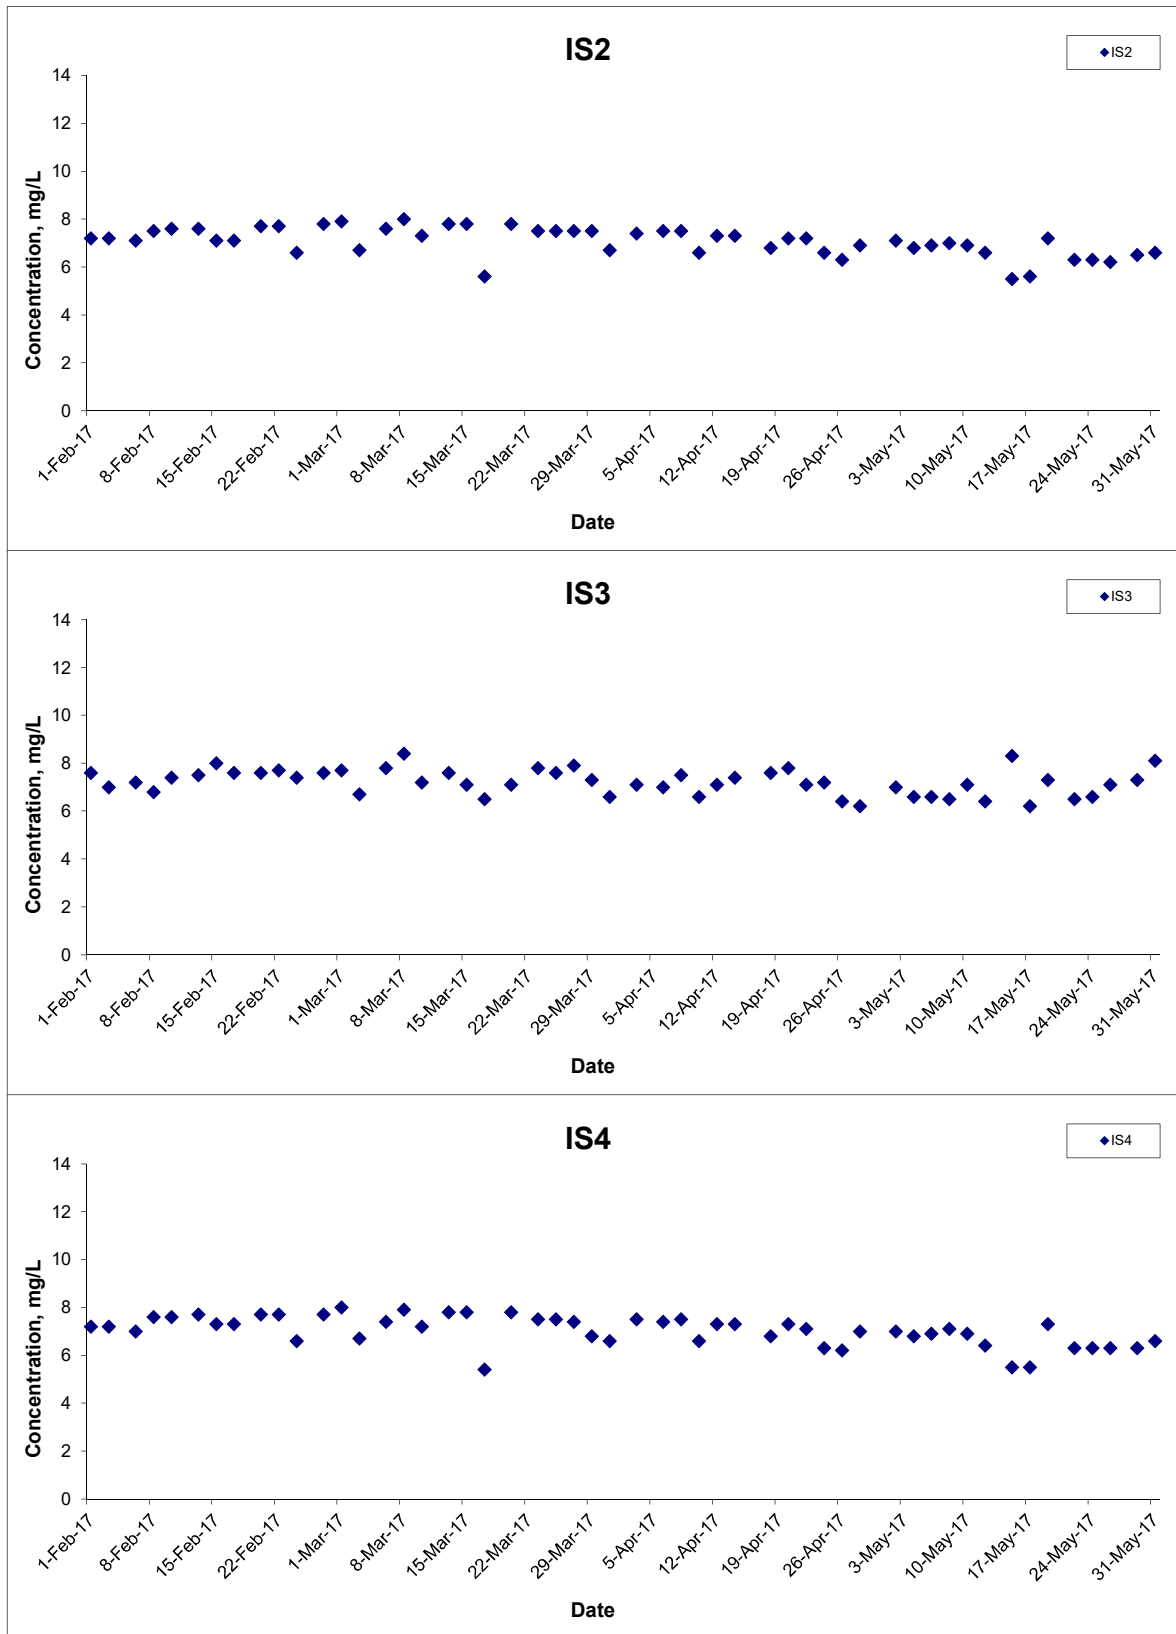 IS2
IS2
14
12
10
8
6
4
2
0
Concentration, mg/L
1-Feb-17
8-Feb-17
15-Feb-17
22-Feb-17
1-Mar-17
8-Mar-17
15-Mar-17
22-Mar-17
29-Mar-17
5-Apr-17
12-Apr-17
19-Apr-17
26-Apr-17
3-May-17
10-May-17
17-May-17
24-May-17
31-May-17
Date
IS3
IS3
14
12
10
8
6
4
2
0
Concentration, mg/L
1-Feb-17
8-Feb-17
15-Feb-17
22-Feb-17
1-Mar-17
8-Mar-17
15-Mar-17
22-Mar-17
29-Mar-17
5-Apr-17
12-Apr-17
19-Apr-17
26-Apr-17
3-May-17
10-May-17
17-May-17
24-May-17
31-May-17
Date
IS4
IS4
14
12
10
8
6
4
2
0
Concentration, mg/L
1-Feb-17
8-Feb-17
15-Feb-17
22-Feb-17
1-Mar-17
8-Mar-17
15-Mar-17
22-Mar-17
29-Mar-17
5-Apr-17
12-Apr-17
19-Apr-17
26-Apr-17
3-May-17
10-May-17
17-May-17
24-May-17
31-May-17
Date